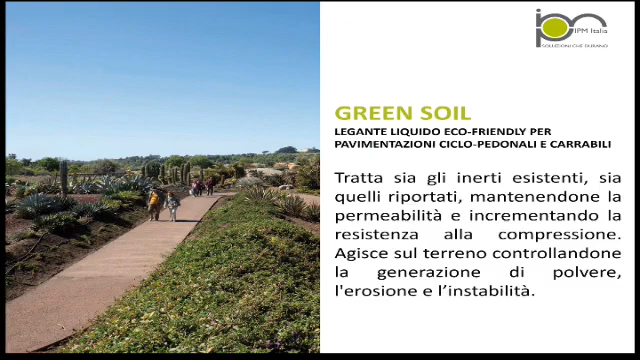 IPM Italia
SOLUZIONI CHE DURANO
GREEN SOIL
LEGANTE LIQUIDO ECO-FRIENDLY PER
PAVIMENTAZIONI CICLO-PEDONALI E CARRABILI
Tratta sia gli inerti esistenti, sia
quelli riportati, mantenendone la
permeabilità e incrementando la
resistenza alla compressione.
Agisce sul terreno controllandone
la generazione di polvere,
l'erosione e l’instabilità.